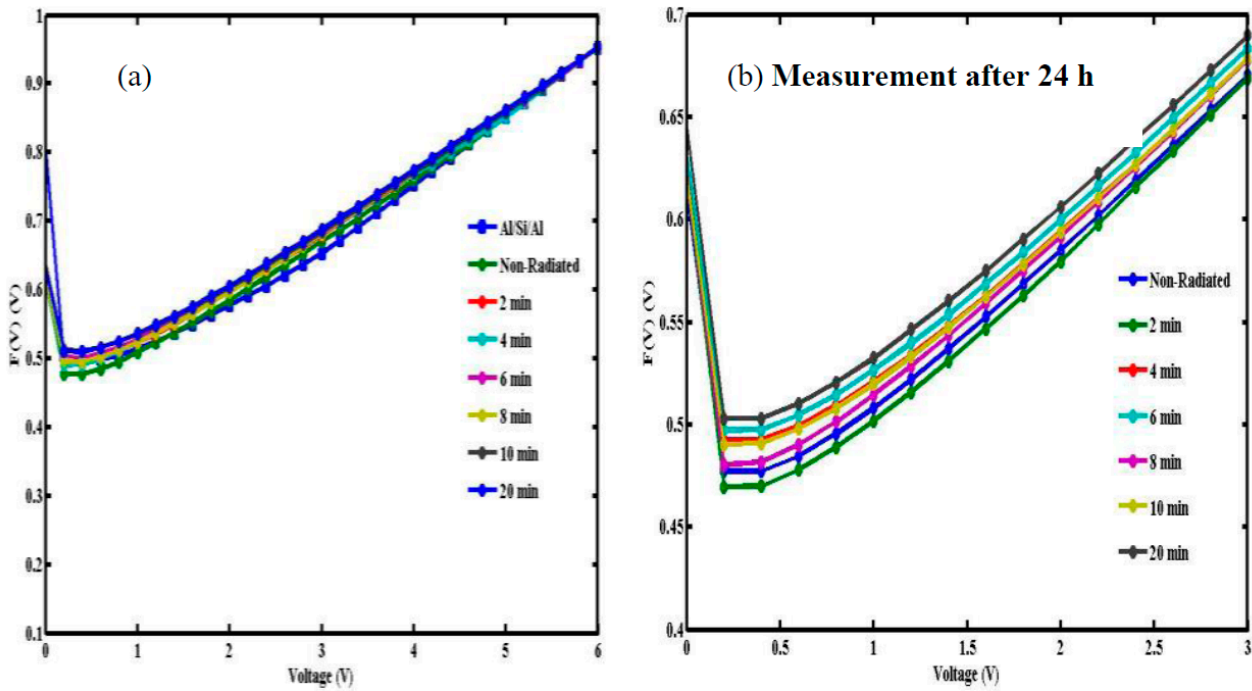 (a)
F(V) (V)
1
0.9
0.8
0.7
0.6
0.5
0.4
0.3
0.2
0.1
0 1 2 3 4 5 6
Voltage (V)
Al/Si/Al
Non-Radiated
2 min
4 min
6 min
8 min
10 min
20 min
(b) Measurement after 24 h
F(V) (V)
0.7
0.65
0.6
0.55
0.5
0.45
0.4
0 0.5 1 1.5 2 2.5 3
Voltage (V)
Non-Radiated
2 min
4 min
6 min
8 min
10 min
20 min